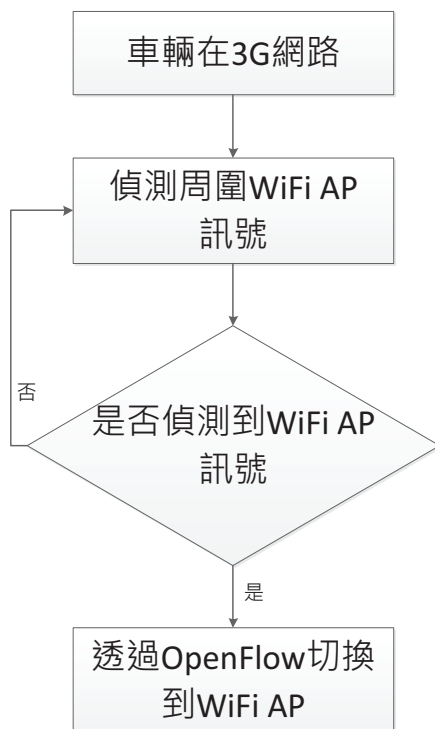 車輛在3G網路
偵測周圍WiFi AP
訊號
是否偵測到WiFi AP
訊號
否
是
透過OpenFlow切換
到WiFi AP